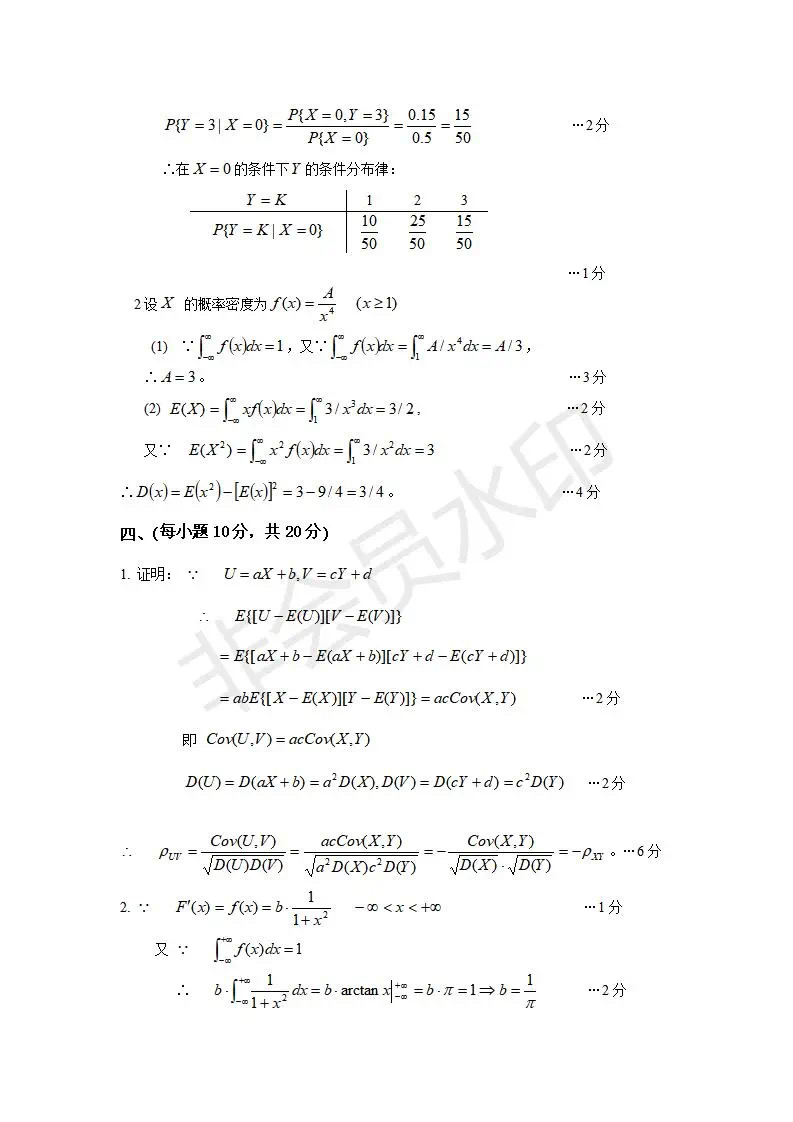 P{Y = 3 | X = 0} = P{X = 0, Y = 3} / P{X = 0} = 0.15/0.5 = 15/50 …2分
∴在 X = 0 的条件下 Y 的条件分布律:
Y = K 1 2 3
P{Y = K | X = 0} 10/50 25/50 15/50
…1分
2设 X 的概率密度为 f(x) = A/x⁴ (x ≥ 1)
(1) ∵ ∫_{-∞}^{∞} f(x)dx = 1 , 又∵ ∫_{-∞}^{∞} f(x)dx = ∫_{1}^{∞} A/x⁴dx = A/3 ,
∴ A = 3。 …3分
(2) E(X) = ∫_{-∞}^{∞} xf(x)dx = ∫_{1}^{∞} 3/x³dx = 3/2 , …2分
又∵ E(X²) = ∫_{-∞}^{∞} x²f(x)dx = ∫_{1}^{∞} 3/x²dx = 3 …2分
∴ D(x) = E(x²) − [E(x)]² = 3 − 9/4 = 3/4。 …4分
四、(每小题10分，共20分)
1. 证明: ∵ U = aX + b, V = cY + d
∴ E{[U − E(U)][V − E(V)]}
= E{[aX + b − E(aX + b)][cY + d − E(cY + d)]}
= abE{[X − E(X)][Y − E(Y)]} = acCov(X, Y) …2分
即 Cov(U, V) = acCov(X, Y)
D(U) = D(aX + b) = a²D(X), D(V) = D(cY + d) = c²D(Y) …2分
∴ ρ_{UV} = Cov(U, V) / √(D(U)D(V)) = acCov(X, Y) / √(a²D(X)c²D(Y)) = − Cov(X, Y) / (√D(X) · √D(Y)) = −ρ_{XY}。…6分
2. ∵ F′(x) = f(x) = b · 1/(1 + x²) −∞ < x < +∞ …1分
又 ∵ ∫_{-∞}^{+∞} f(x)dx = 1
∴ b · ∫_{-∞}^{+∞} 1/(1 + x²) dx = b · arctan x |_{-∞}^{+∞} = b · π = 1 ⇒ b = 1/π …2分
非会员水印